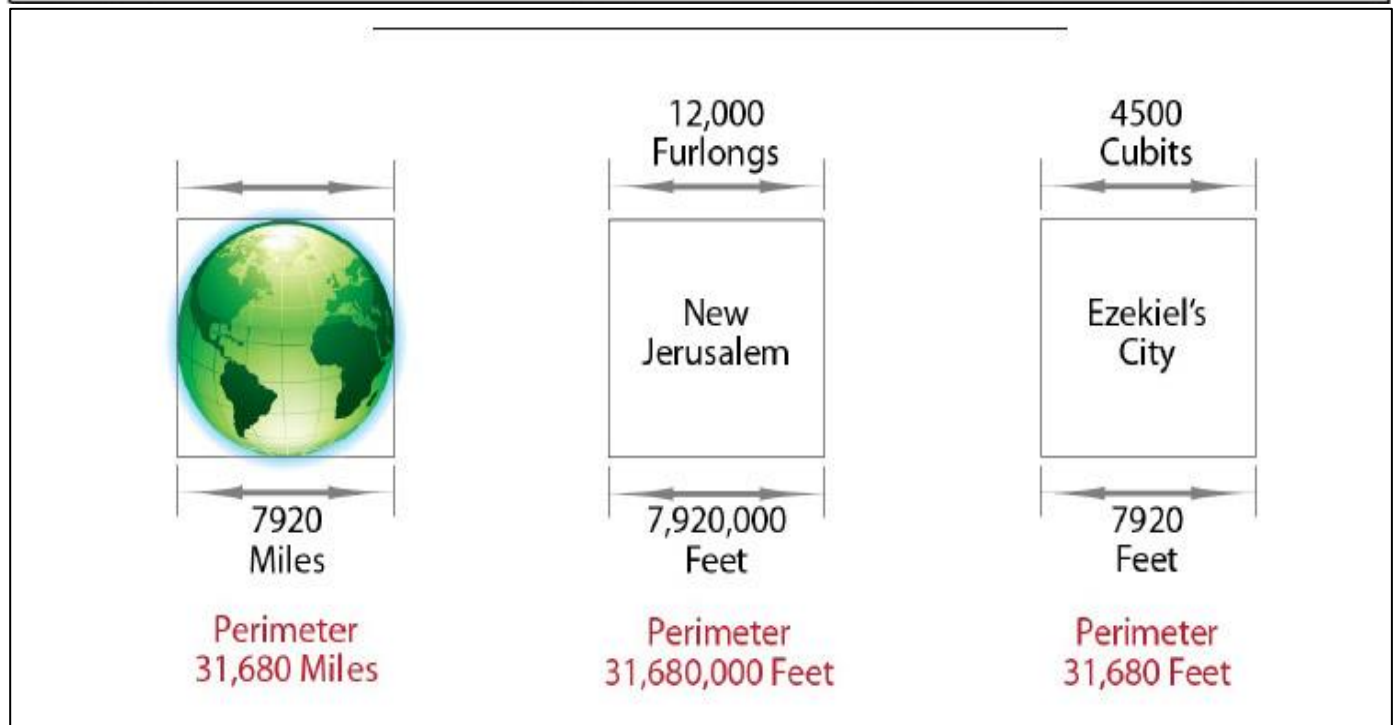 12,000
Furlongs
4500
Cubits
New
Jerusalem
Ezekiel's
City
7920
Miles
7,920,000
Feet
7920
Feet
Perimeter
31,680 Miles
Perimeter
31,680,000 Feet
Perimeter
31,680 Feet